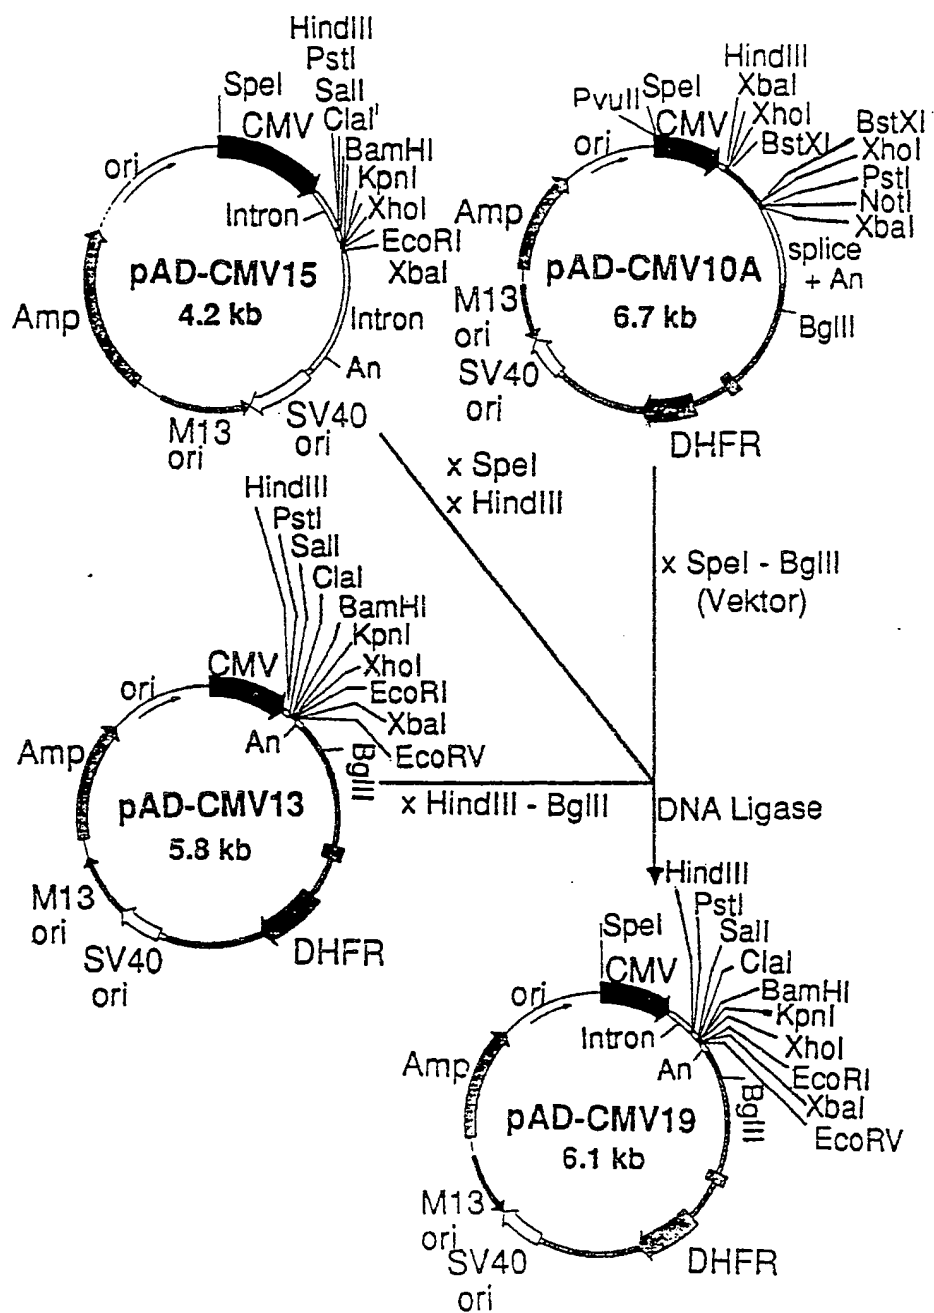 HindIII
PstI
SalI
ClaI
SpeI
CMV
BamHI
KpnI
XhoI
EcoRI
XbaI
ori
Intron
pAD-CMV15
4.2 kb
Amp
Intron
An
SV40
ori
M13
ori
HindIII
XbaI
XhoI
BstXI
SpeI
PvuII
CMV
BstXI
XhoI
PstI
NotI
XbaI
ori
Amp
pAD-CMV10A
6.7 kb
splice
+ An
BglII
M13
ori
SV40
ori
DHFR
x SpeI
x HindIII
x SpeI - BglII
(Vektor)
HindIII
PstI
SalI
ClaI
BamHI
KpnI
XhoI
EcoRI
XbaI
EcoRV
CMV
ori
An
BglII
Amp
pAD-CMV13
5.8 kb
M13
ori
SV40
ori
DHFR
x HindIII - BglII
DNA Ligase
HindIII
PstI
SalI
ClaI
BamHI
KpnI
XhoI
EcoRI
XbaI
EcoRV
SpeI
CMV
ori
Intron
An
BglII
Amp
pAD-CMV19
6.1 kb
M13
ori
SV40
ori
DHFR